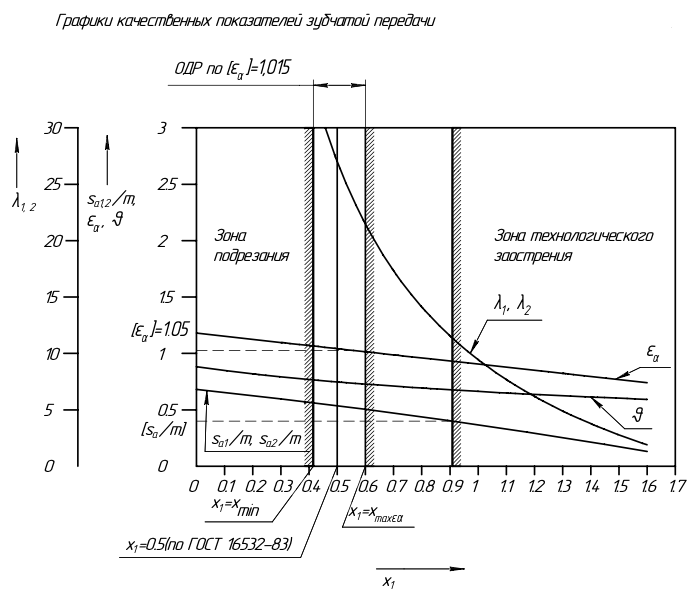 Графики качественных показателей зубчатой передачи
ОДР по [εα]=1,015
30
25
20
15
10
5
0
λ1, 2
sa1,2/m,
εα, ϑ
3
2.5
2
1.5
[εα]=1.05
1
0.5
[sa/m]
0
Зона
подрезания
Зона технологического
заострения
λ1, λ2
εα
ϑ
sa1/m, sa2/m
0 0.1 0.2 0.3 0.4 0.5 0.6 0.7 0.8 0.9 1 1.1 1.2 1.3 1.4 1.5 1.6 1.7
x1=xmin
x1=xmaxεα
x1=0.5(по ГОСТ 16532-83)
x1